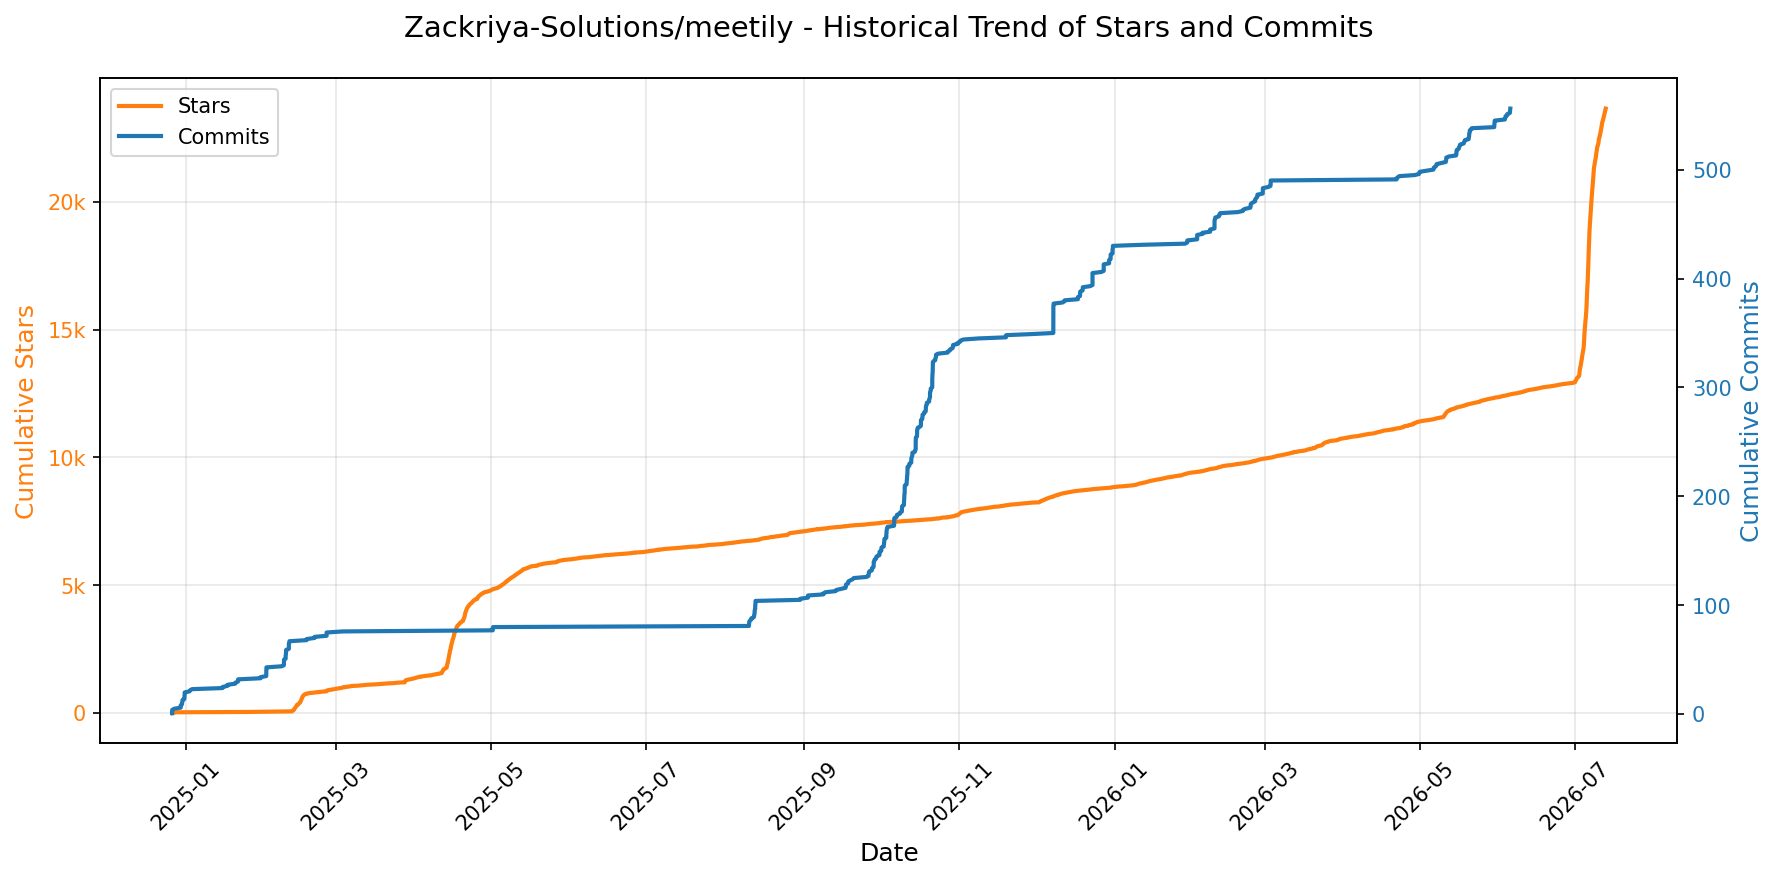 Zackriya-Solutions/meetily - Historical Trend of Stars and Commits
Stars
Commits
Cumulative Stars
20k
15k
10k
5k
0
Cumulative Commits
500
400
300
200
100
0
2025-01
2025-03
2025-05
2025-07
2025-09
2025-11
2026-01
2026-03
2026-05
2026-07
Date